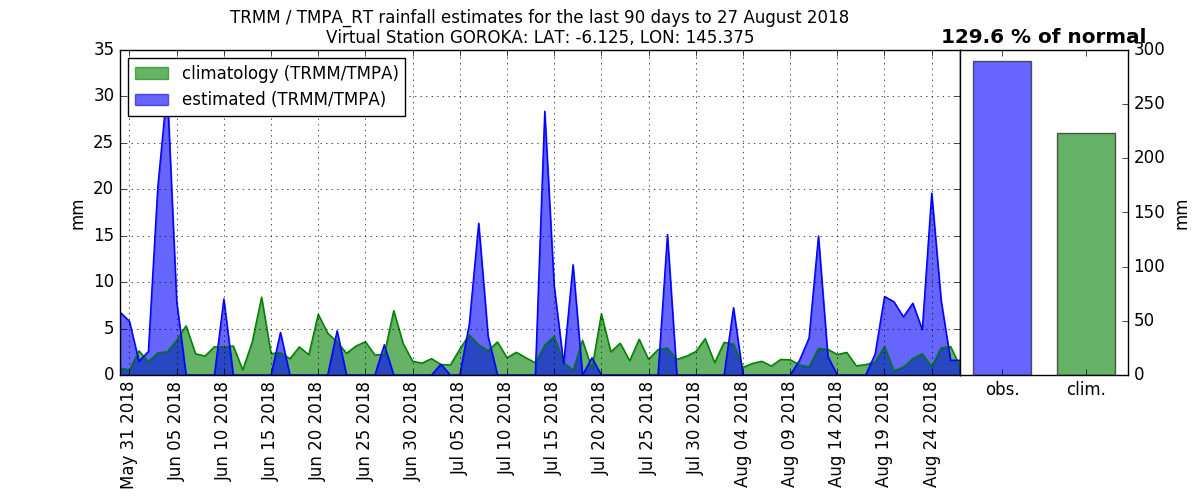 TRMM / TMPA_RT rainfall estimates for the last 90 days to 27 August 2018
Virtual Station GOROKA: LAT: -6.125, LON: 145.375
129.6 % of normal
climatology (TRMM/TMPA)
estimated (TRMM/TMPA)
35
30
25
20
15
10
5
0
mm
May 31 2018
Jun 05 2018
Jun 10 2018
Jun 15 2018
Jun 20 2018
Jun 25 2018
Jun 30 2018
Jul 05 2018
Jul 10 2018
Jul 15 2018
Jul 20 2018
Jul 25 2018
Jul 30 2018
Aug 04 2018
Aug 09 2018
Aug 14 2018
Aug 19 2018
Aug 24 2018
obs.
clim.
300
250
200
150
100
50
0
mm